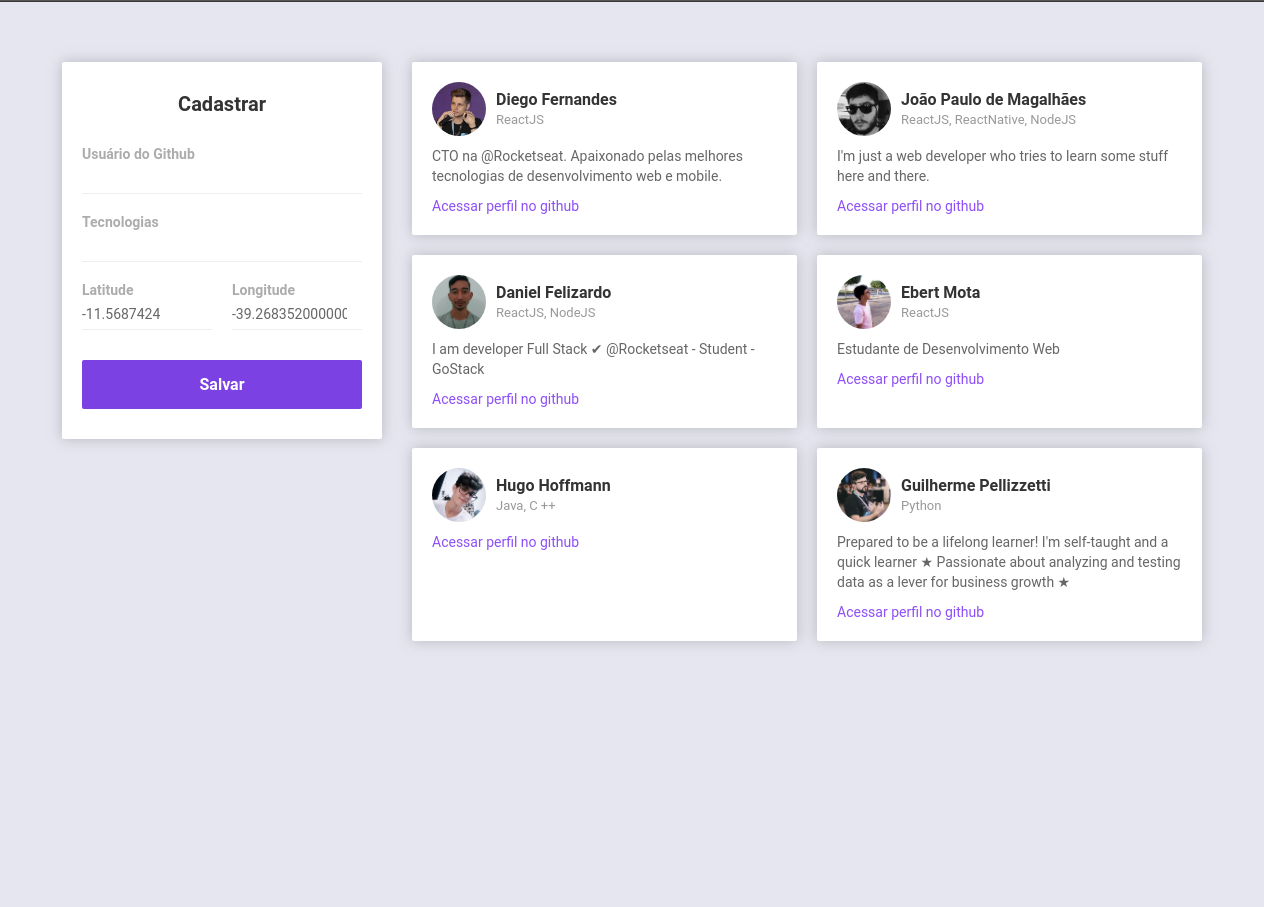 Cadastrar
Usuário do Github
Tecnologias
Latitude
Longitude
-11.5687424
-39.268352000000
Salvar
Diego Fernandes
ReactJS
CTO na @Rocketseat. Apaixonado pelas melhores
tecnologias de desenvolvimento web e mobile.
Acessar perfil no github
João Paulo de Magalhães
ReactJS, ReactNative, NodeJS
I'm just a web developer who tries to learn some stuff
here and there.
Acessar perfil no github
Daniel Felizardo
ReactJS, NodeJS
I am developer Full Stack ✔ @Rocketseat - Student -
GoStack
Acessar perfil no github
Ebert Mota
ReactJS
Estudante de Desenvolvimento Web
Acessar perfil no github
Hugo Hoffmann
Java, C ++
Acessar perfil no github
Guilherme Pellizzetti
Python
Prepared to be a lifelong learner! I'm self-taught and a
quick learner ★ Passionate about analyzing and testing
data as a lever for business growth ★
Acessar perfil no github